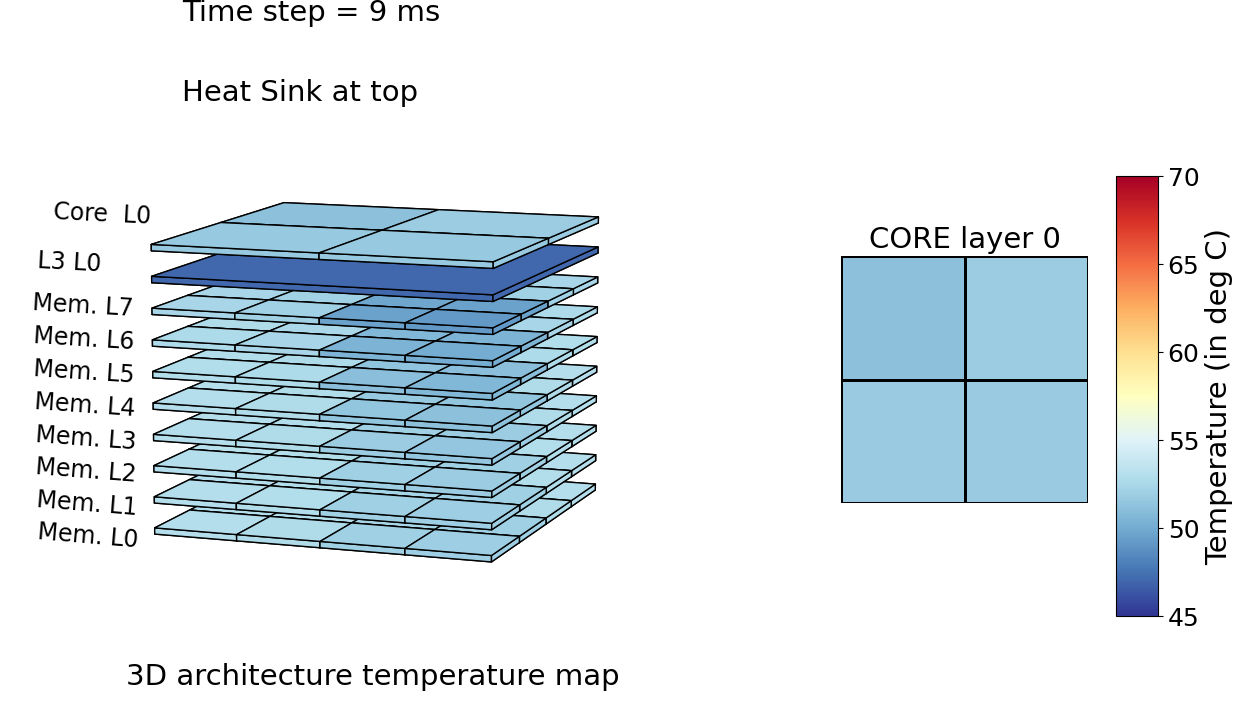 Time step = 9 ms
Heat Sink at top
Core  L0
L3 L0
Mem. L7
Mem. L6
Mem. L5
Mem. L4
Mem. L3
Mem. L2
Mem. L1
Mem. L0
3D architecture temperature map
CORE layer 0
70
65
60
55
50
45
Temperature (in deg C)